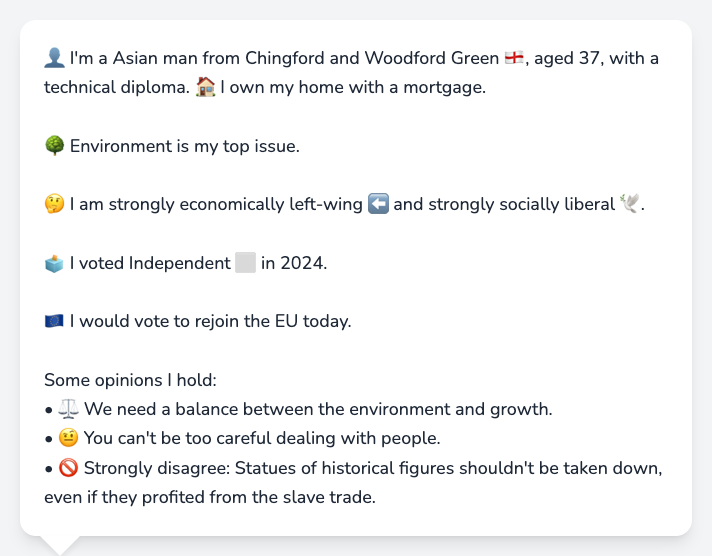 👤 I'm a Asian man from Chingford and Woodford Green 🏴󠁧󠁢󠁥󠁮󠁧󠁿, aged 37, with a
technical diploma. 🏠 I own my home with a mortgage.
🌳 Environment is my top issue.
🤔 I am strongly economically left-wing ⬅️ and strongly socially liberal 🕊️.
🗳️ I voted Independent ⬜ in 2024.
🇪🇺 I would vote to rejoin the EU today.
Some opinions I hold:
• ⚖️ We need a balance between the environment and growth.
• 🤨 You can't be too careful dealing with people.
• 🚫 Strongly disagree: Statues of historical figures shouldn't be taken down,
even if they profited from the slave trade.